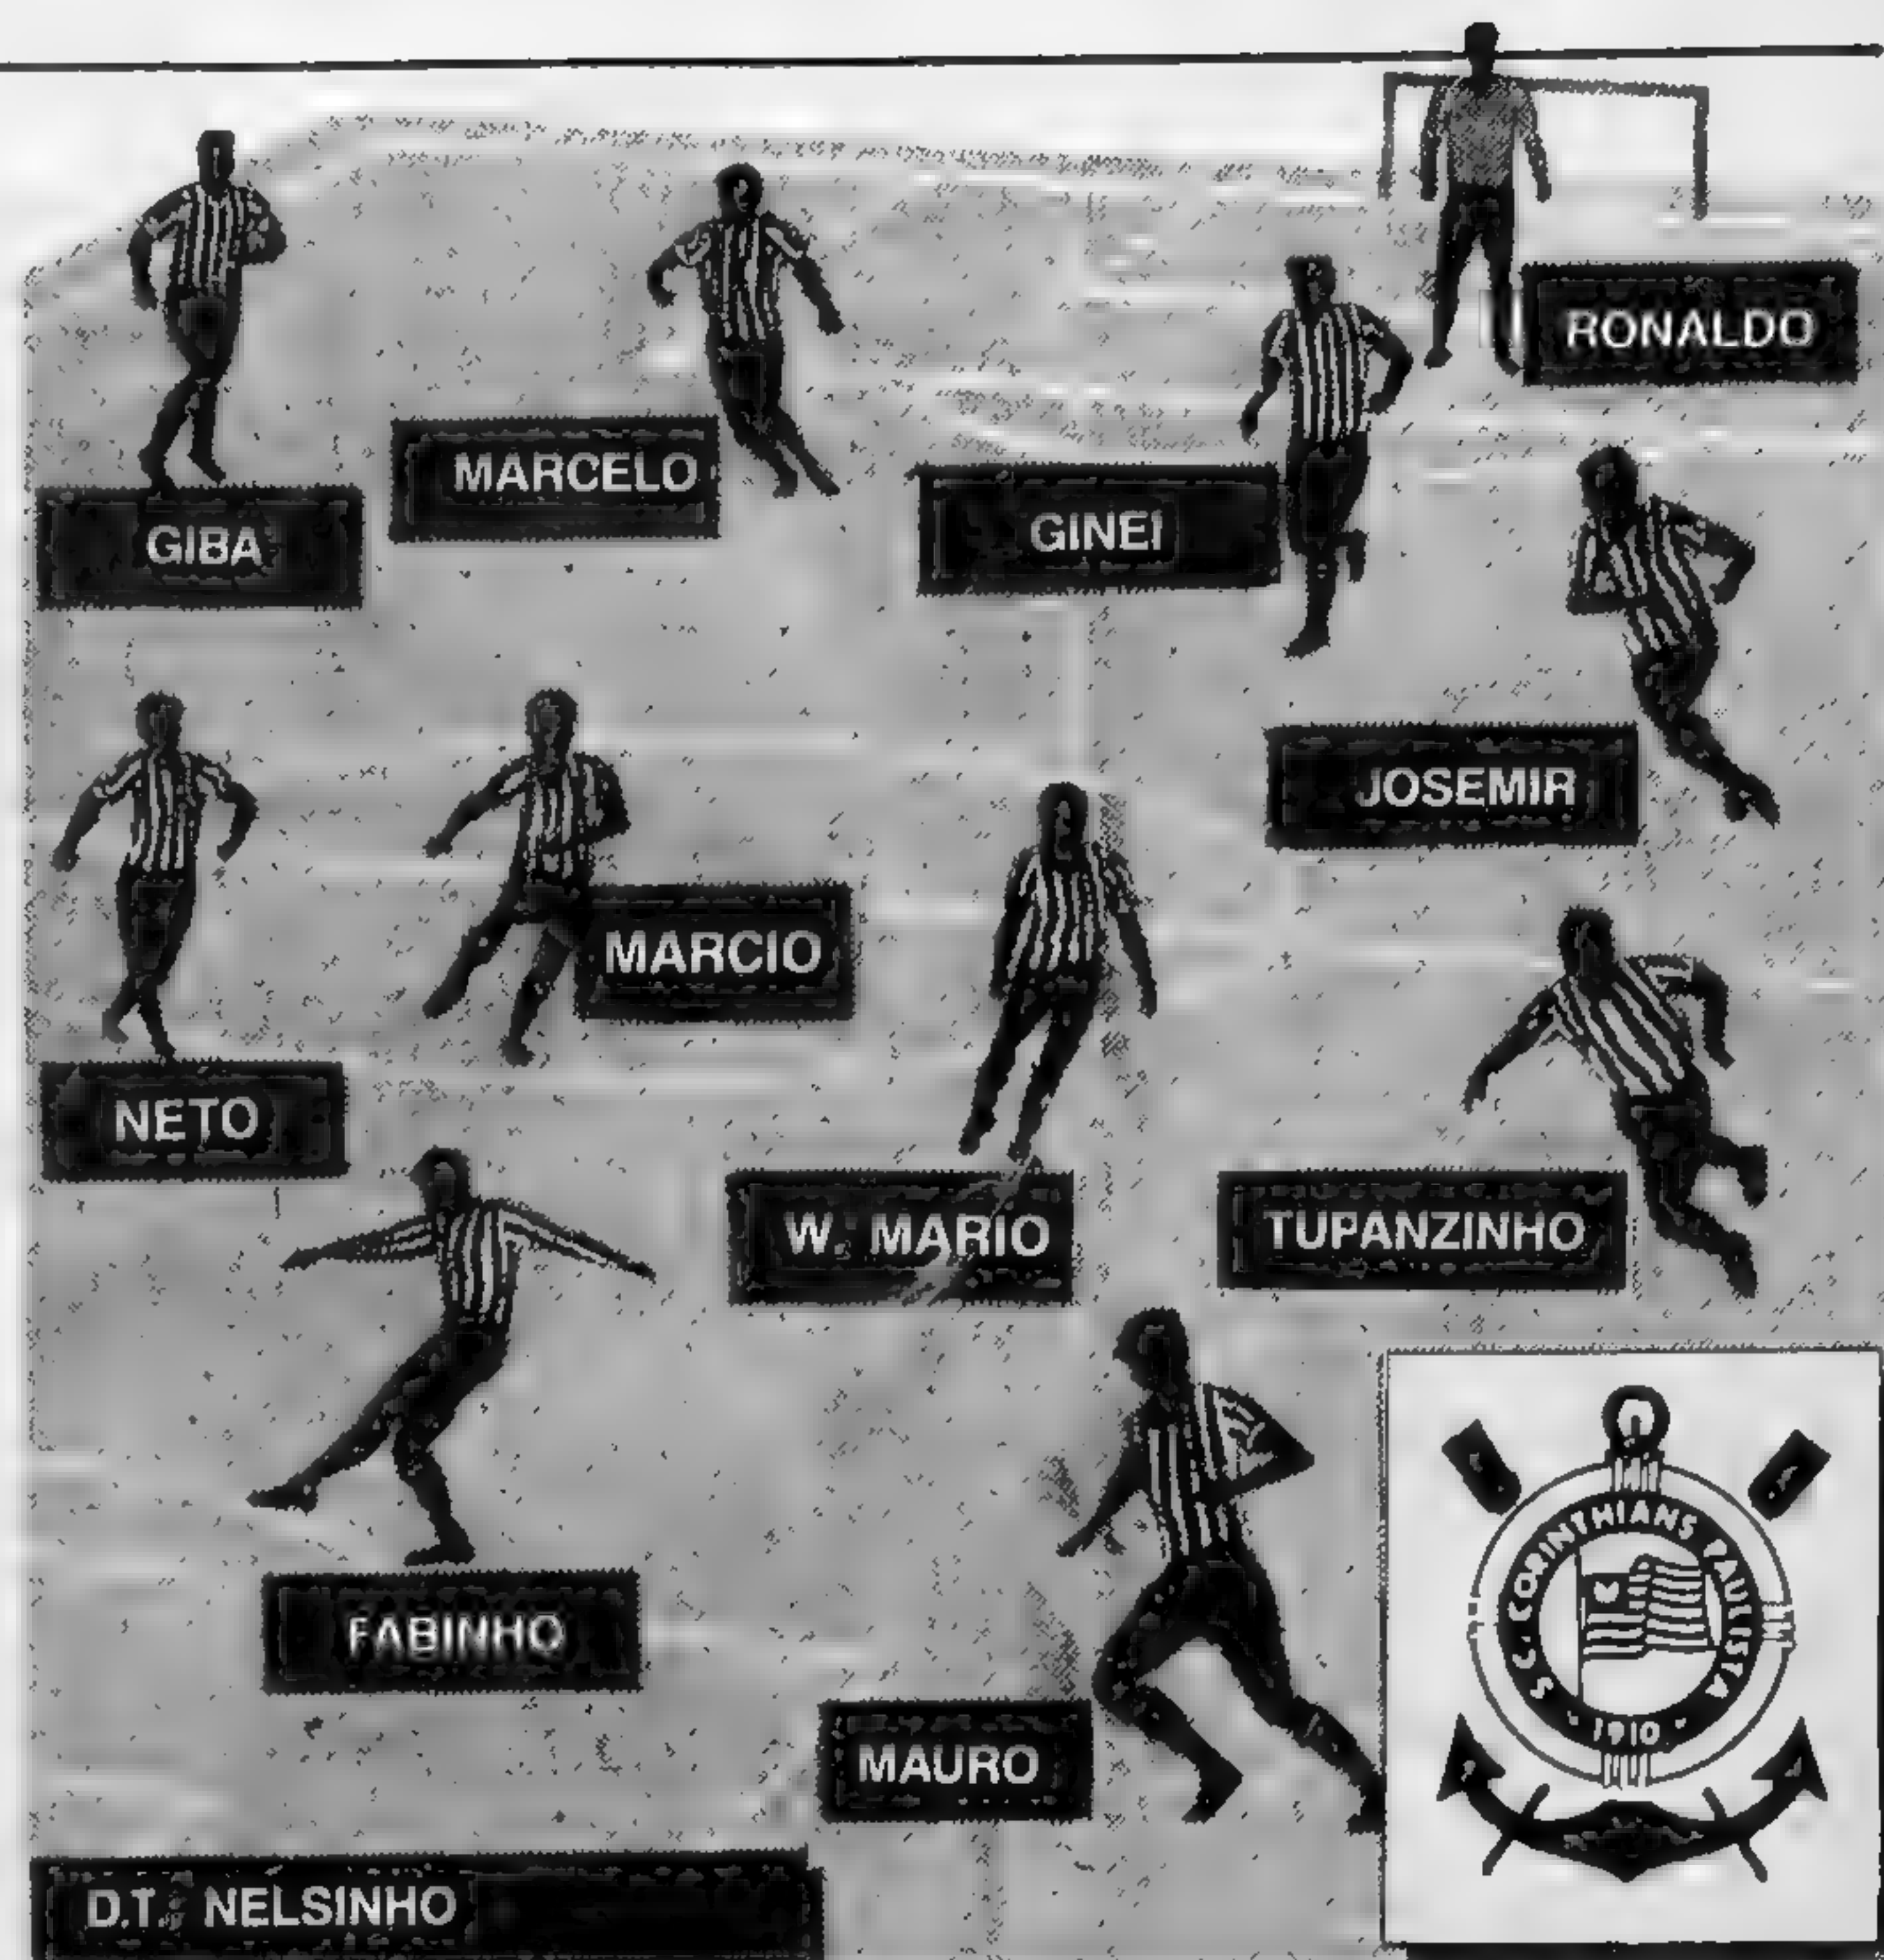 RONALDO
MARCELO
GINEI
GIBA
JOSEMIR
MARCIO
NETO
W. MARIO
TUPANZINHO
FABINHO
MAURO
S.C. CORINTHIANS PAULISTA
· 1910 ·
D.T. NELSINHO